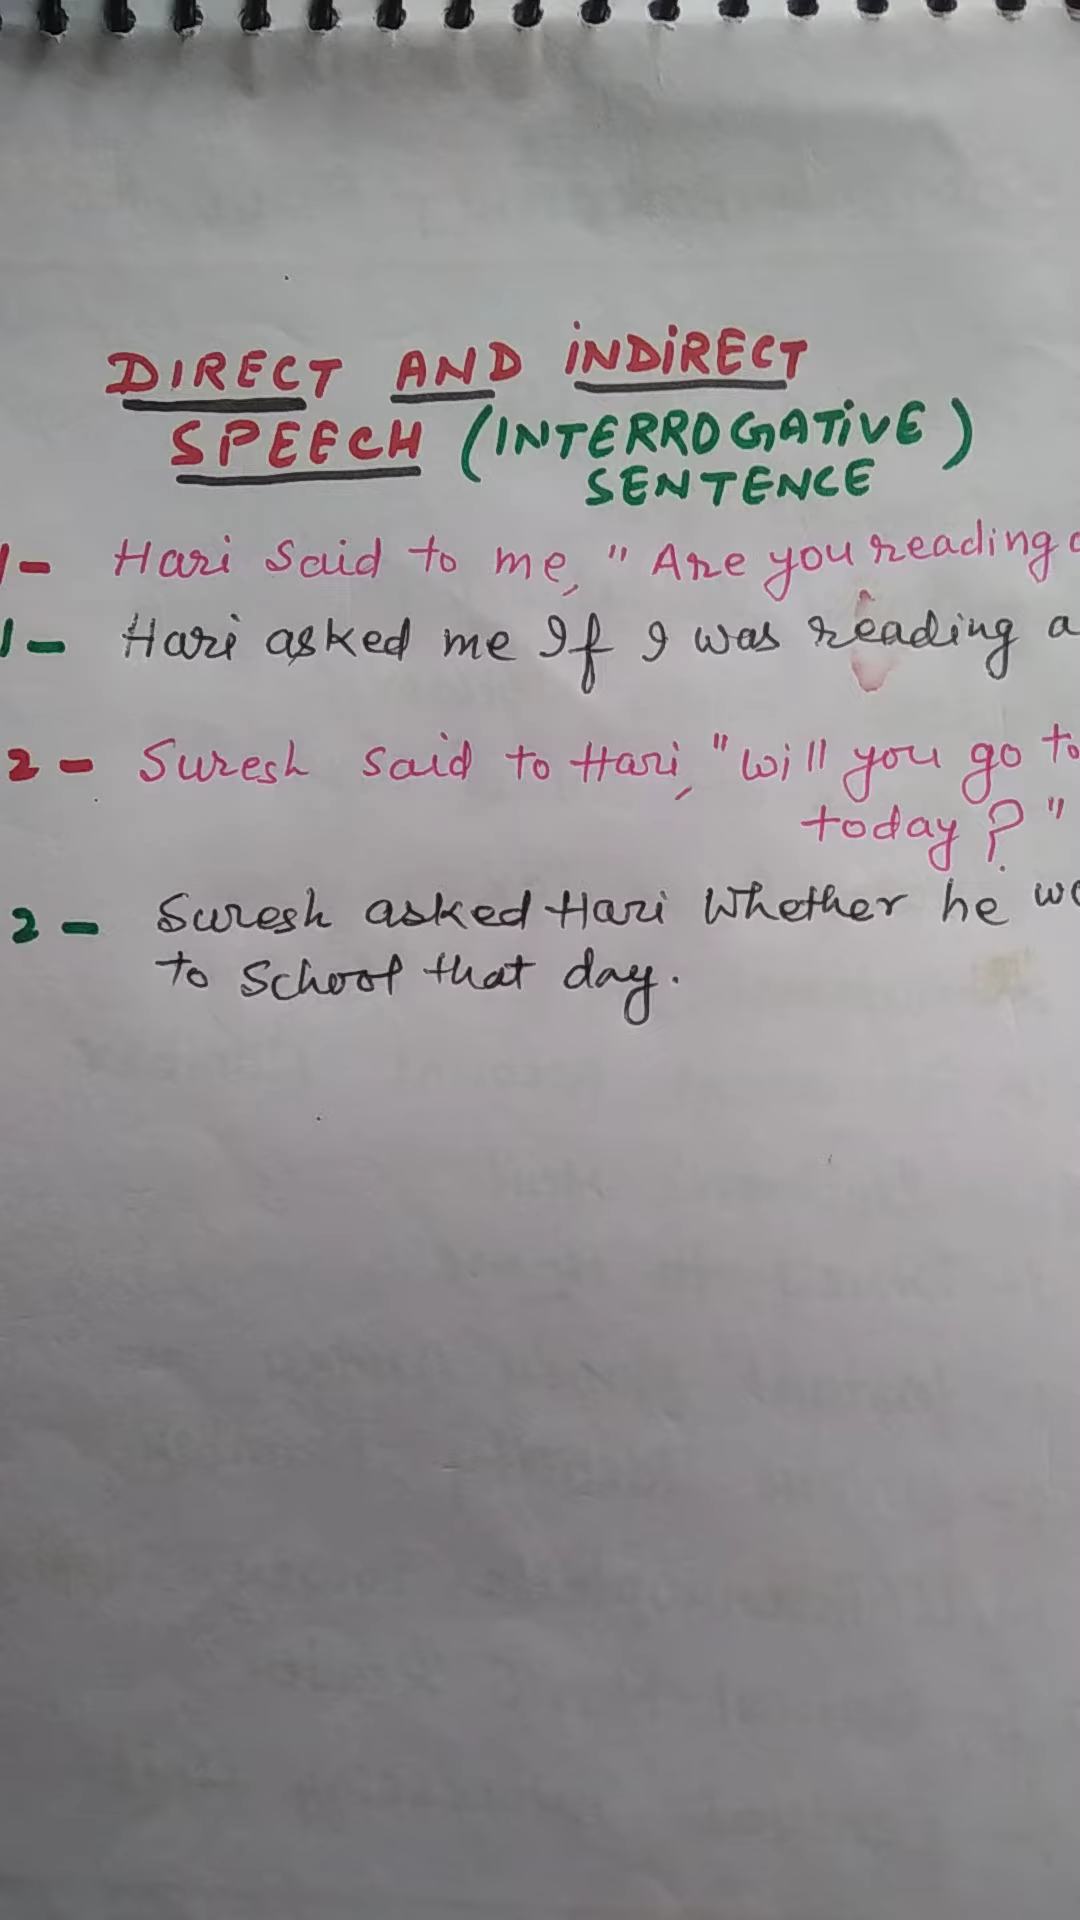 DIRECT AND INDIRECT
SPEECH (INTERROGATIVE)
SENTENCE
1- Hari Said to me, "Are you reading
1- Hari asked me If I was reading a
2- Suresh said to Hari, "will you go to
today?"
2- Suresh asked Hari Whether he
to School that day.